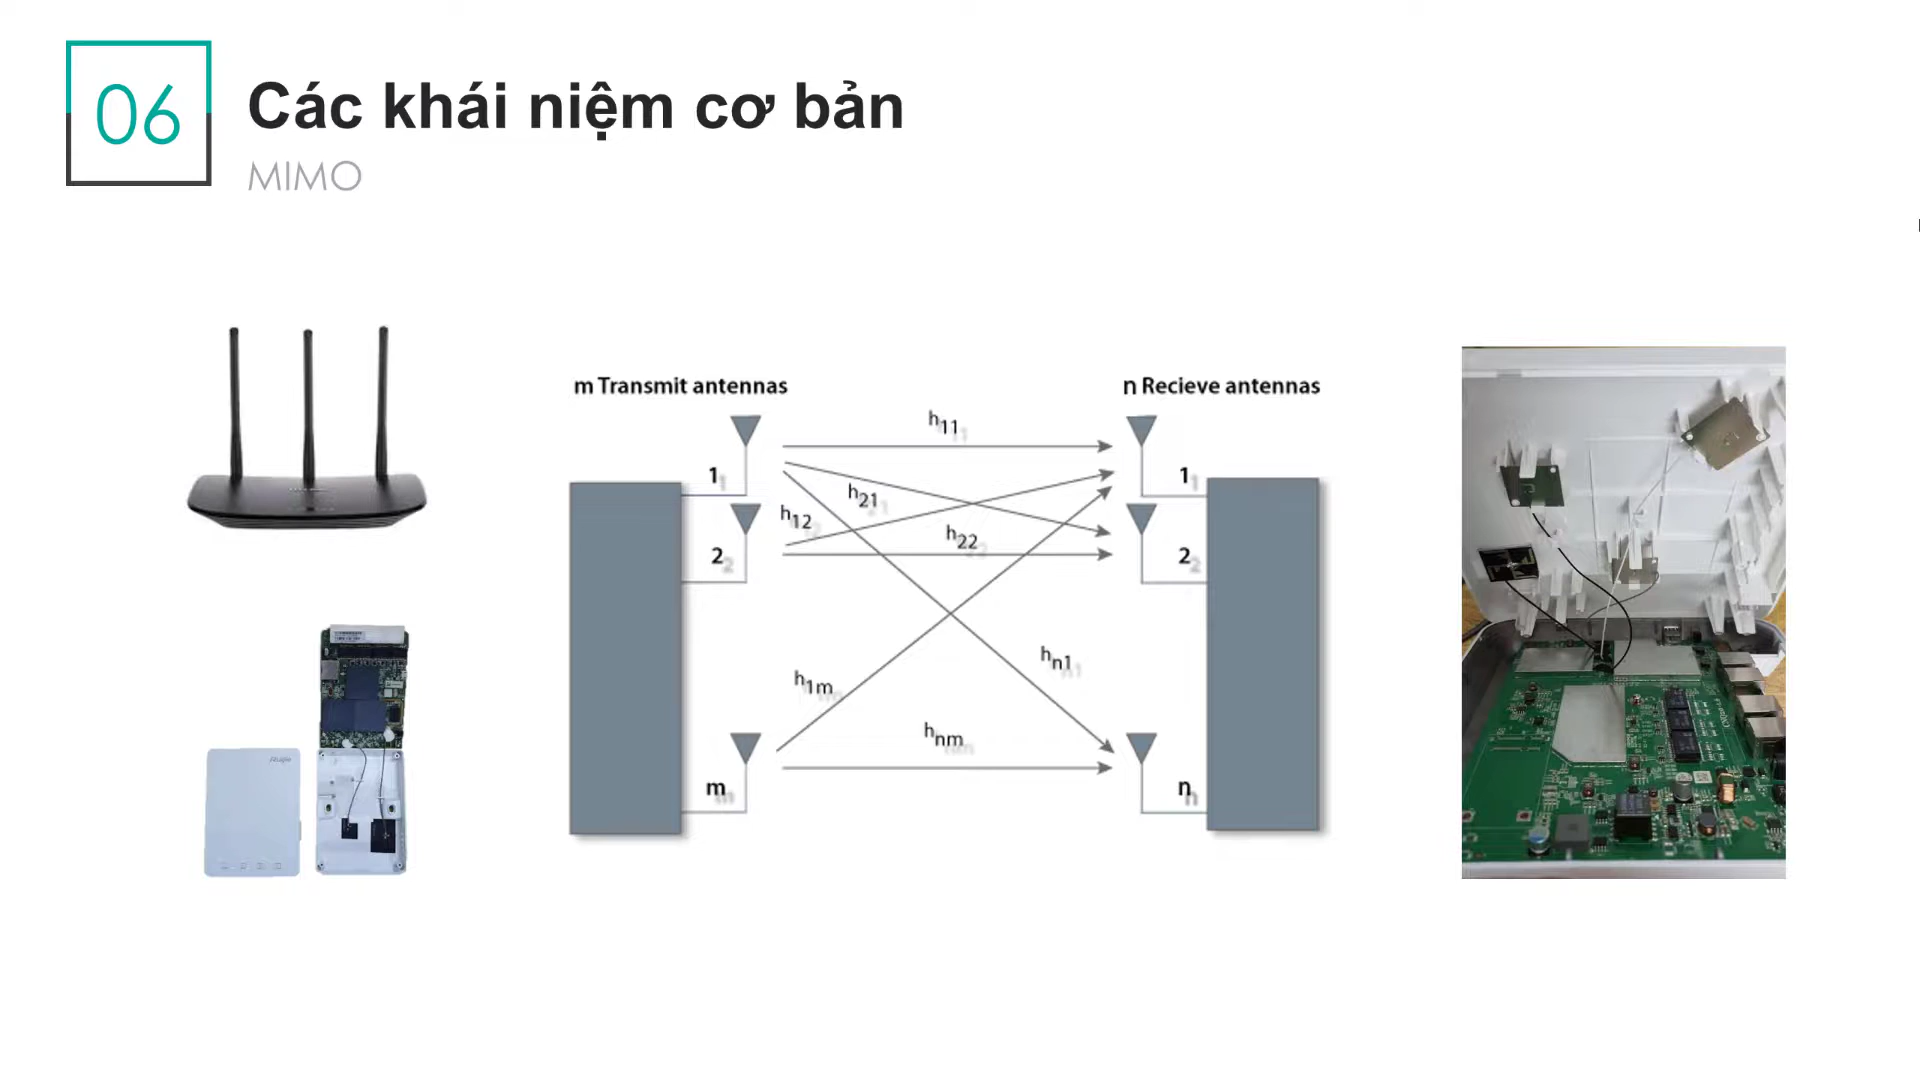 06
Các khái niệm cơ bản
MIMO
m Transmit antennas
n Recieve antennas
h11
1
1
h21
h12
h22
2
2
hn1
h1m
hnm
m
n
Ruijie